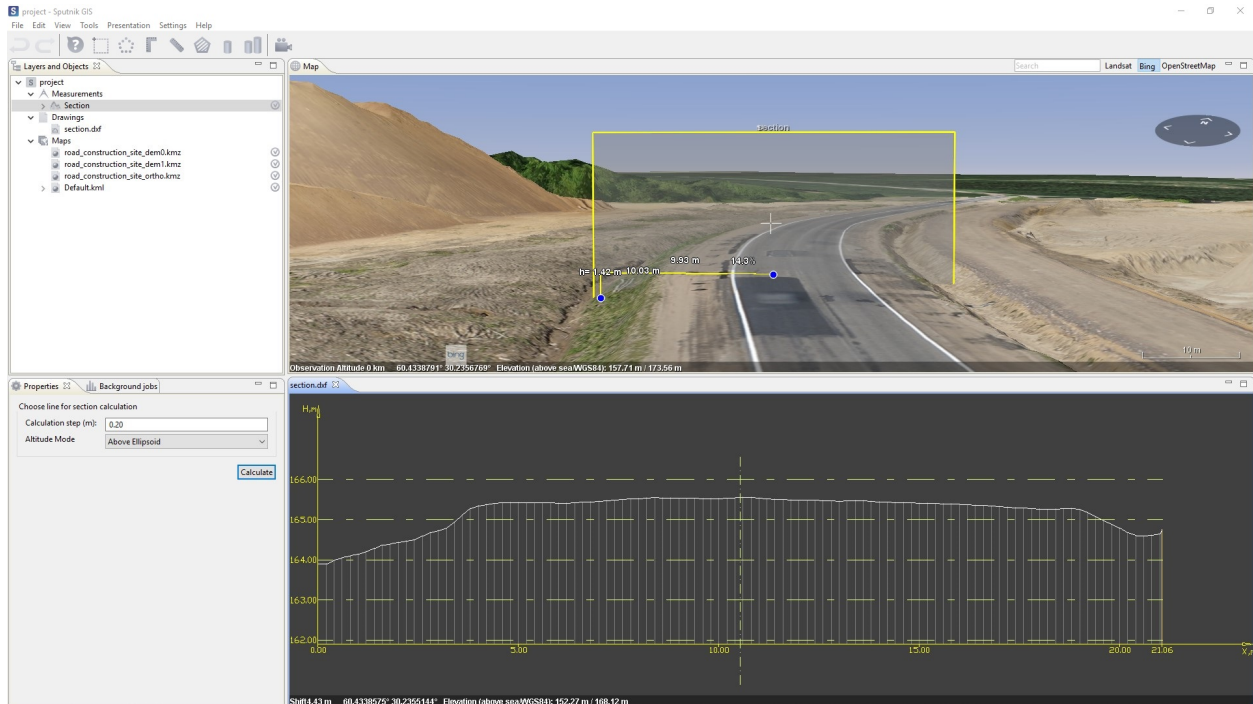 project - Sputnik GIS
File Edit View Tools Presentation Settings Help
Layers and Objects
Map
Search
Landsat Bing OpenStreetMap
S project
Measurements
Section
Drawings
section.dxf
Maps
road_construction_site_dem0.kmz
road_construction_site_dem1.kmz
road_construction_site_ortho.kmz
Default.kml
section
N
9.93 m 14.3%
h= 1.42 m 10.03 m
bing
10 m
Observation Altitude 0 km 60.4338791° 30.2356769° Elevation (above sea/WGS84): 157.71 m / 173.56 m
Properties Background jobs
section.dxf
Choose line for section calculation
Calculation step (m): 0.20
Altitude Mode Above Ellipsoid
Calculate
H,m
166.00
165.00
164.00
163.00
162.00
0.00 5.00 10.00 15.00 20.00 21.06 X,m
Shift4.43 m 60.4338575° 30.2355144° Elevation (above sea/WGS84): 152.27 m / 168.12 m